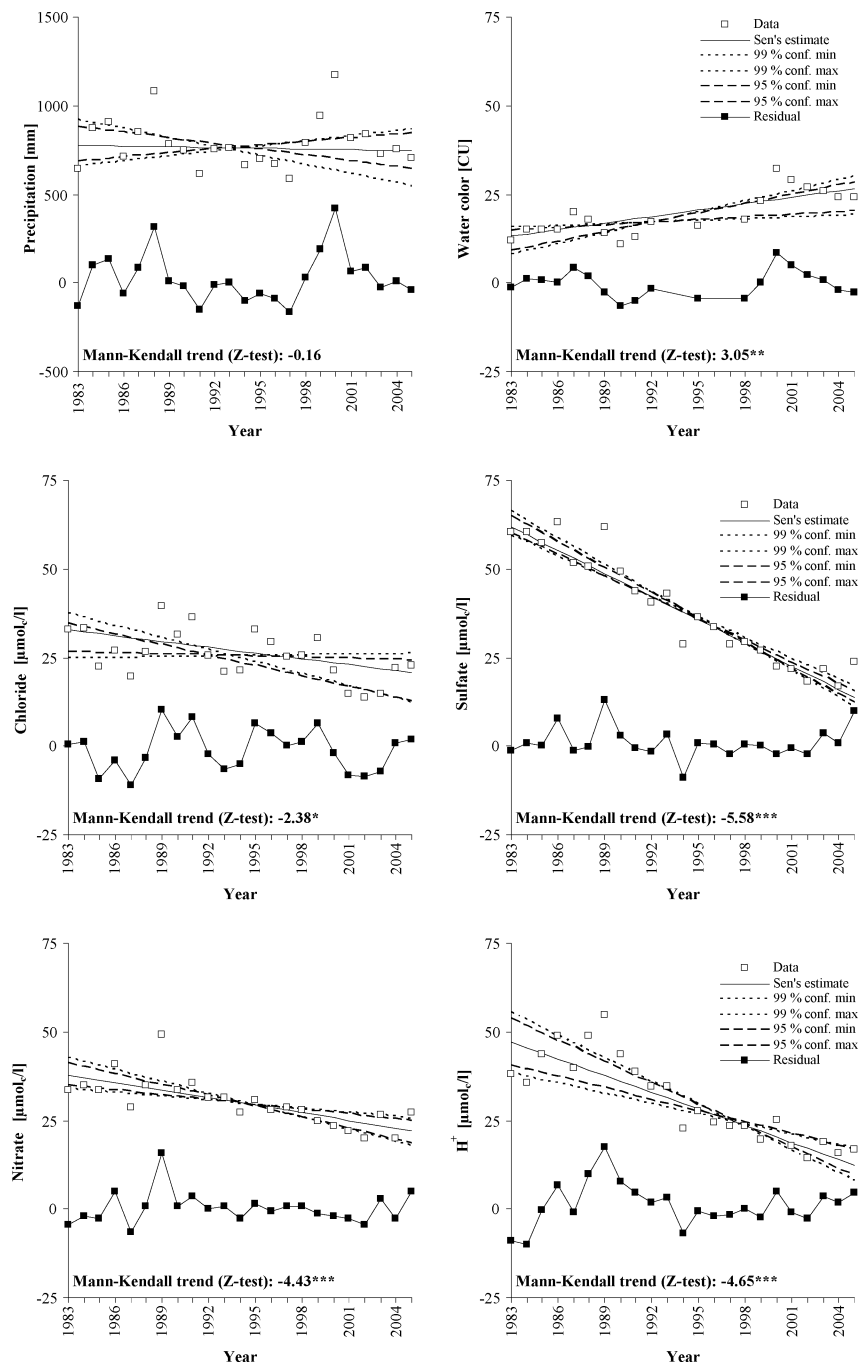 1500
1000
500
0
-500
Precipitation [mm]
Mann-Kendall trend (Z-test): -0.16
1983
1986
1989
1992
1995
1998
2001
2004
Year
75
50
25
0
-25
Water color [CU]
Data
Sen's estimate
99 % conf. min
99 % conf. max
95 % conf. min
95 % conf. max
Residual
Mann-Kendall trend (Z-test): 3.05**
1983
1986
1989
1992
1995
1998
2001
2004
Year
75
50
25
0
-25
Chloride [µmolc/l]
Mann-Kendall trend (Z-test): -2.38*
1983
1986
1989
1992
1995
1998
2001
2004
Year
75
50
25
0
-25
Sulfate [µmolc/l]
Data
Sen's estimate
99 % conf. min
99 % conf. max
95 % conf. min
95 % conf. max
Residual
Mann-Kendall trend (Z-test): -5.58***
1983
1986
1989
1992
1995
1998
2001
2004
Year
75
50
25
0
-25
Nitrate [µmolc/l]
Mann-Kendall trend (Z-test): -4.43***
1983
1986
1989
1992
1995
1998
2001
2004
Year
75
50
25
0
-25
H+ [µmolc/l]
Data
Sen's estimate
99 % conf. min
99 % conf. max
95 % conf. min
95 % conf. max
Residual
Mann-Kendall trend (Z-test): -4.65***
1983
1986
1989
1992
1995
1998
2001
2004
Year